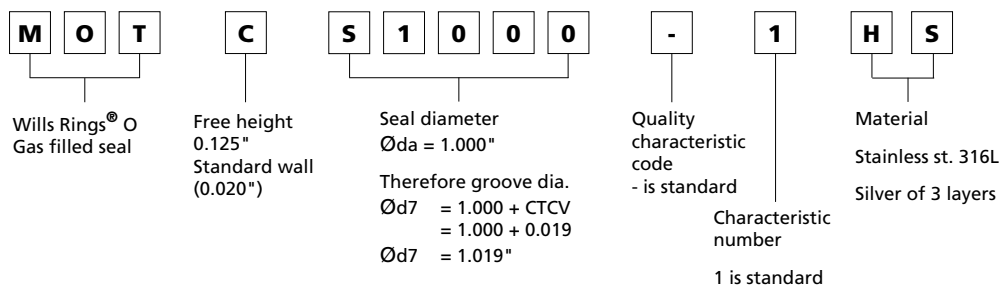 M O T C S 1 0 0 0 - 1 H S
Wills Rings® O
Gas filled seal
Free height
0.125"
Standard wall
(0.020")
Seal diameter
Øda = 1.000"
Therefore groove dia.
Ød7 = 1.000 + CTCV
= 1.000 + 0.019
Ød7 = 1.019"
Quality
characteristic
code
- is standard
Characteristic
number
1 is standard
Material
Stainless st. 316L
Silver of 3 layers